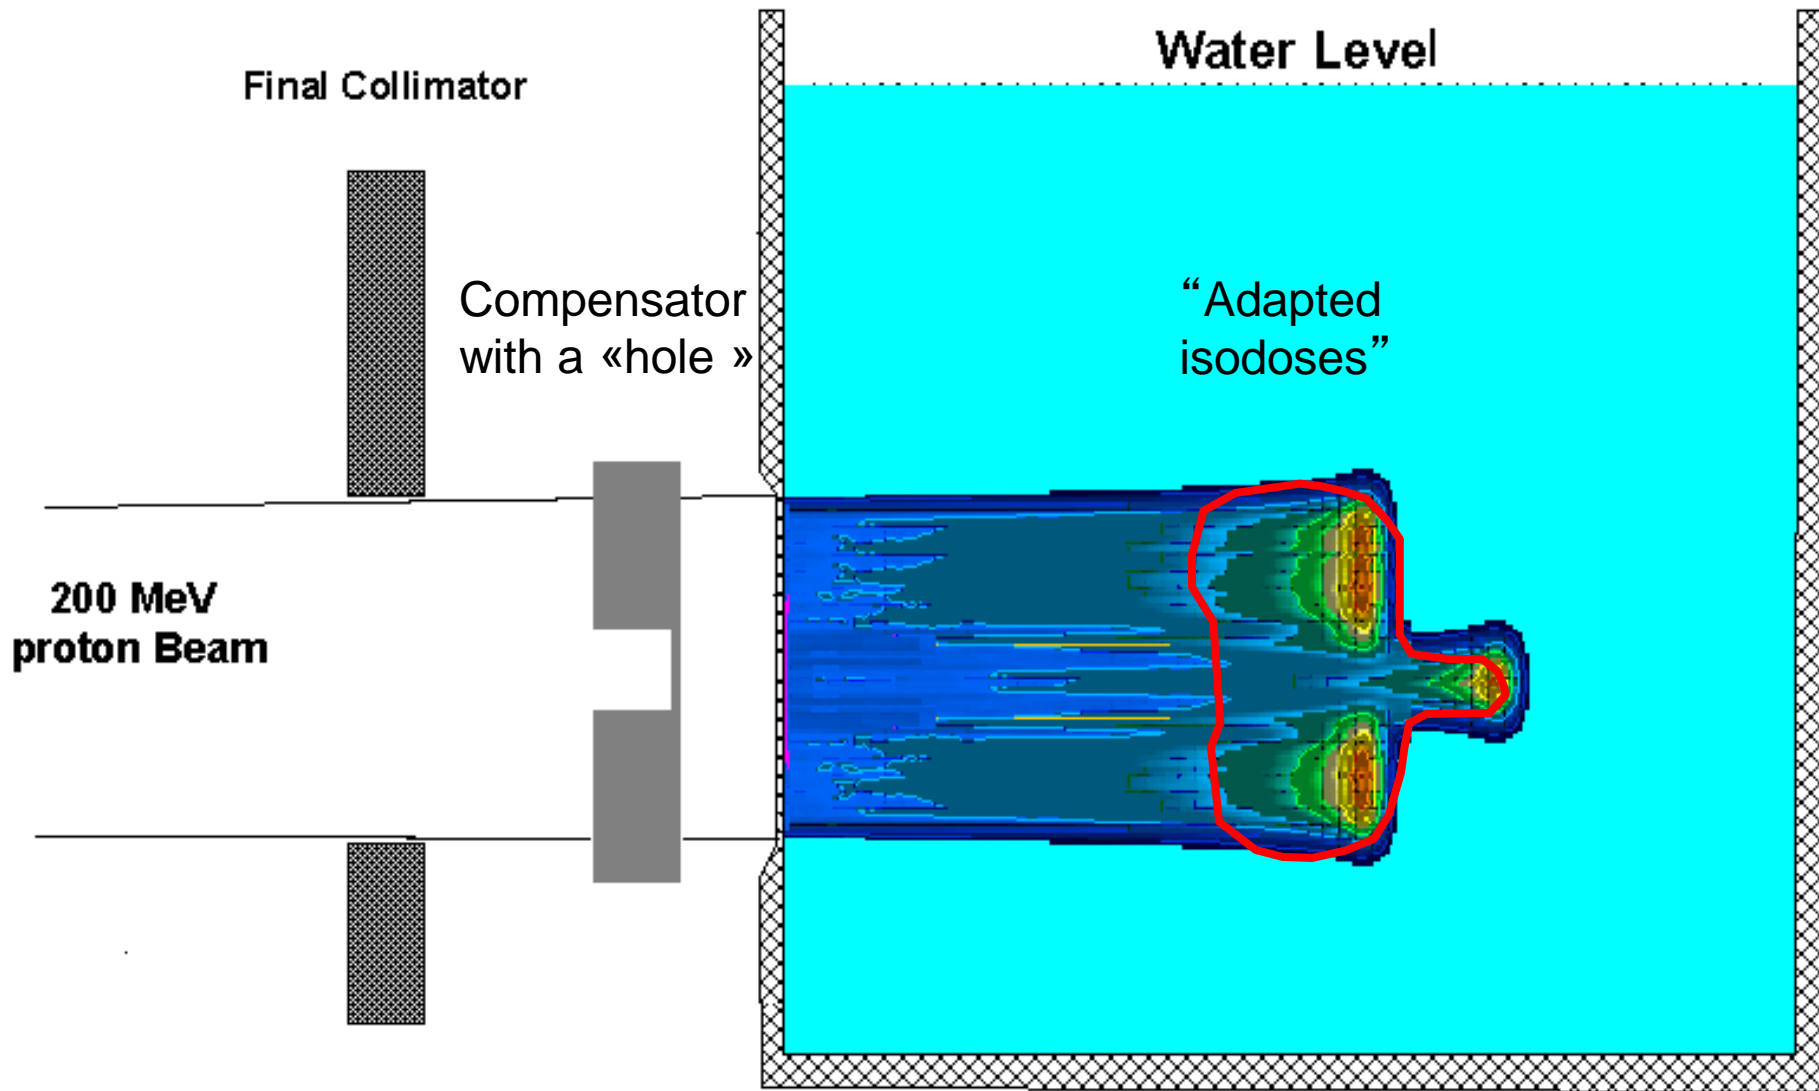 Water Level
Final Collimator
Compensator
with a «hole »
“Adapted
isodoses”
200 MeV
proton Beam